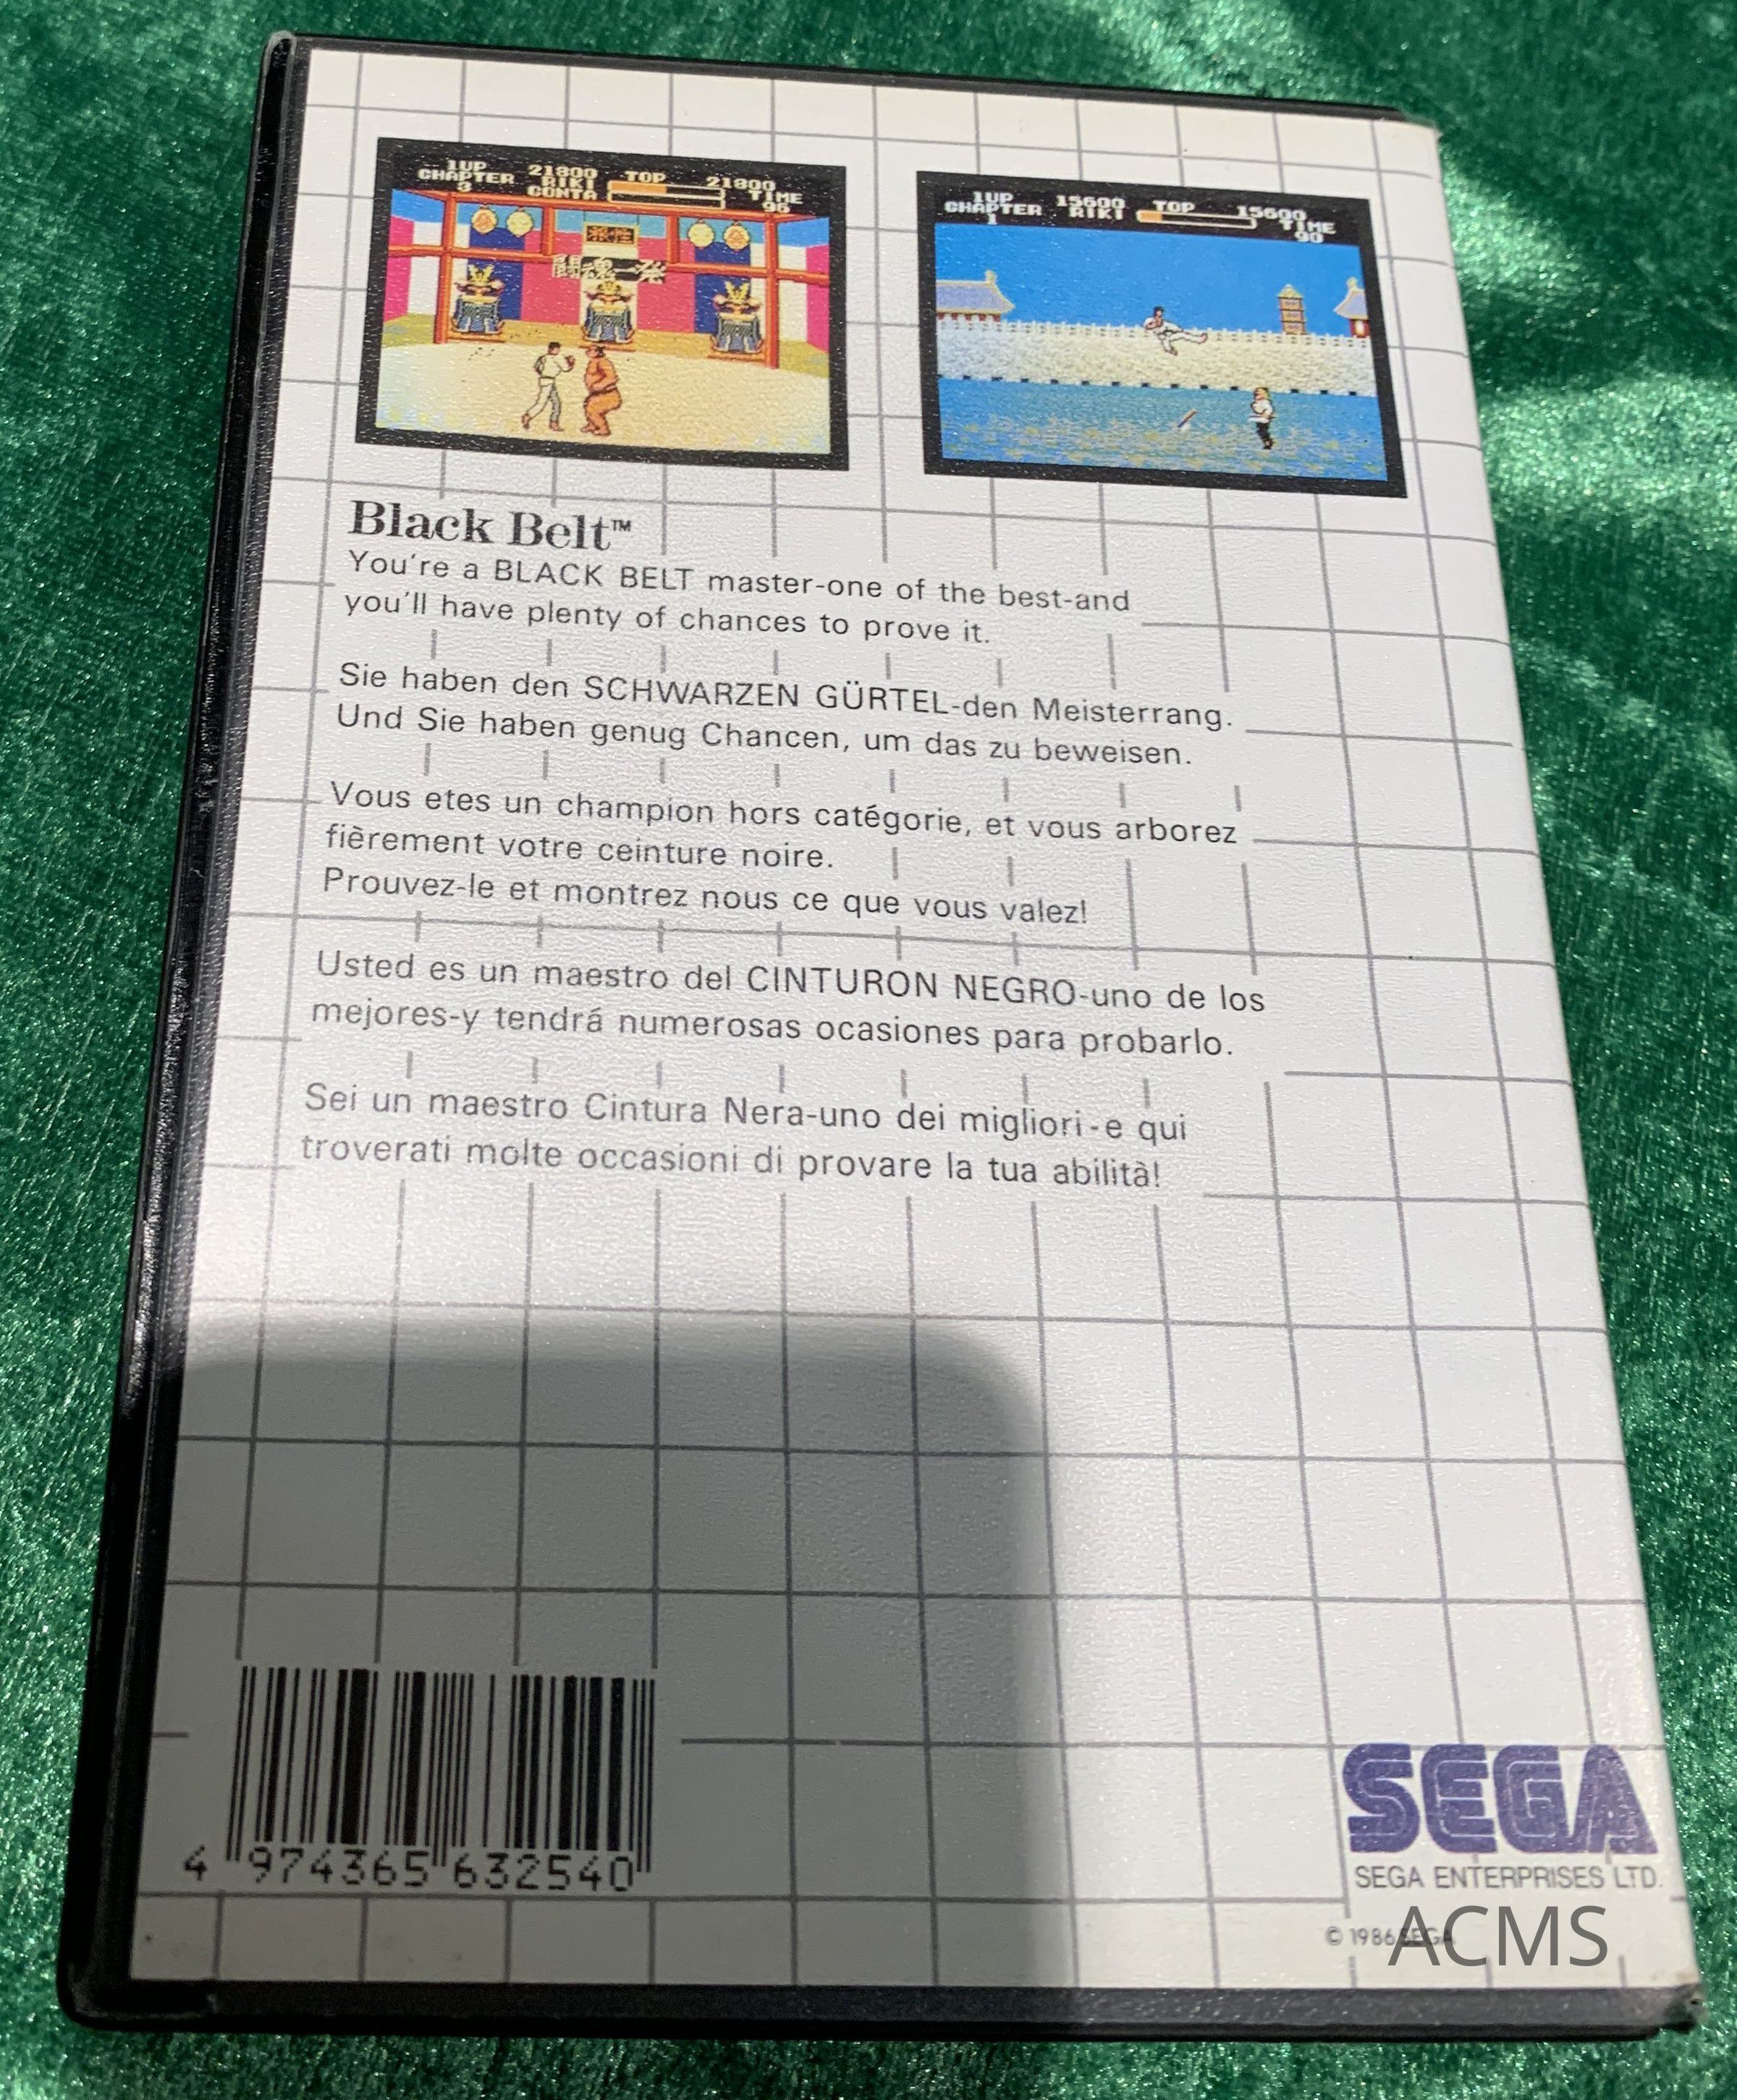 1UP 21800 TOP 21800
CHAPTER RIKI TIME
3 GONTA 96
1UP 15600 TOP 15600
CHAPTER RIKI TIME
1 90
Black Belt™
You're a BLACK BELT master-one of the best-and
you'll have plenty of chances to prove it.
Sie haben den SCHWARZEN GÜRTEL-den Meisterrang.
Und Sie haben genug Chancen, um das zu beweisen.
Vous etes un champion hors catégorie, et vous arborez
fièrement votre ceinture noire.
Prouvez-le et montrez nous ce que vous valez!
Usted es un maestro del CINTURON NEGRO-uno de los
mejores-y tendrá numerosas ocasiones para probarlo.
Sei un maestro Cintura Nera-uno dei migliori-e qui
troverati molte occasioni di provare la tua abilità!
4 974365 632540
SEGA
SEGA ENTERPRISES LTD.
© 1986 SEGA
ACMS